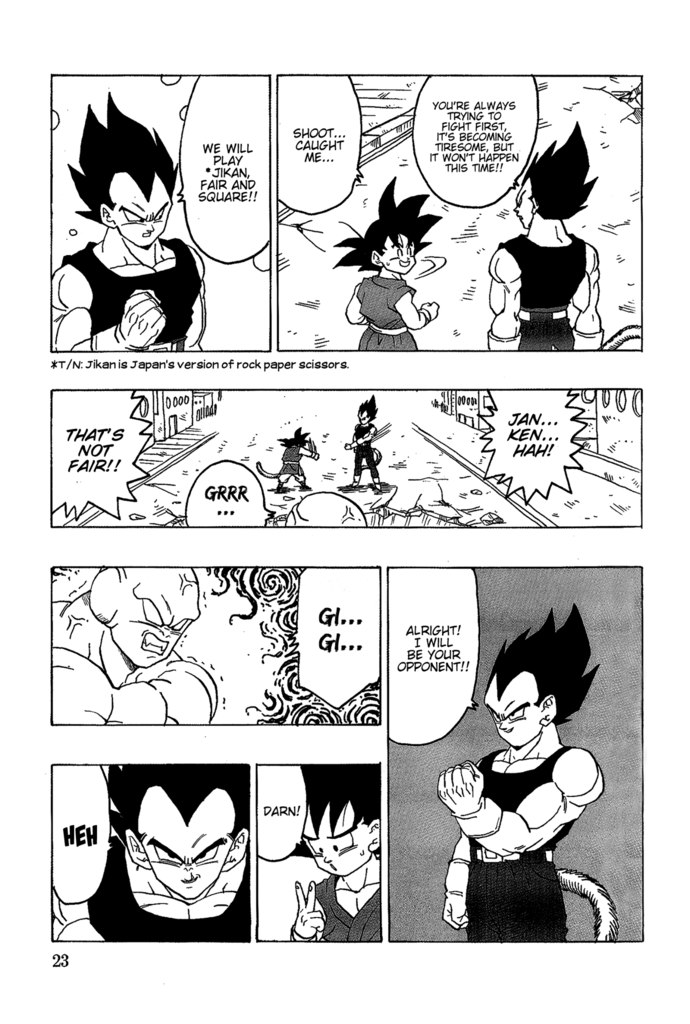 YOU'RE ALWAYS
TRYING TO
FIGHT FIRST,
IT'S BECOMING
TIRESOME, BUT
IT WON'T HAPPEN
THIS TIME!!
SHOOT...
CAUGHT
ME...
WE WILL
PLAY
*JIKAN,
FAIR AND
SQUARE!!
*T/N: Jikan is Japan's version of rock paper scissors.
JAN...
KEN...
HAH!
THAT'S
NOT
FAIR!!
GRRR
...
ALRIGHT!
I WILL
BE YOUR
OPPONENT!!
GI...
GI...
DARN!
HEH
23